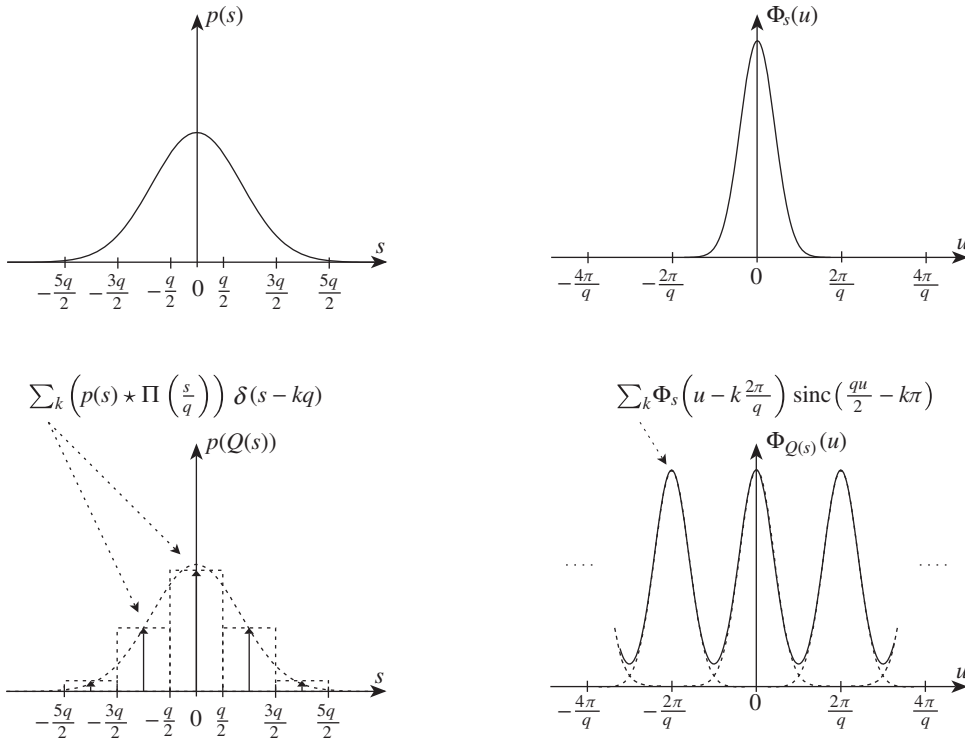 p(s)
s
−5q/2 −3q/2 −q/2 0 q/2 3q/2 5q/2
Φ_s(u)
u
−4π/q −2π/q 0 2π/q 4π/q
∑_k (p(s) ⋆ Π (s/q)) δ(s − kq)
p(Q(s))
s
−5q/2 −3q/2 −q/2 0 q/2 3q/2 5q/2
∑_k Φ_s(u − k 2π/q) sinc(qu/2 − kπ)
Φ_{Q(s)}(u)
.... ....
u
−4π/q −2π/q 0 2π/q 4π/q